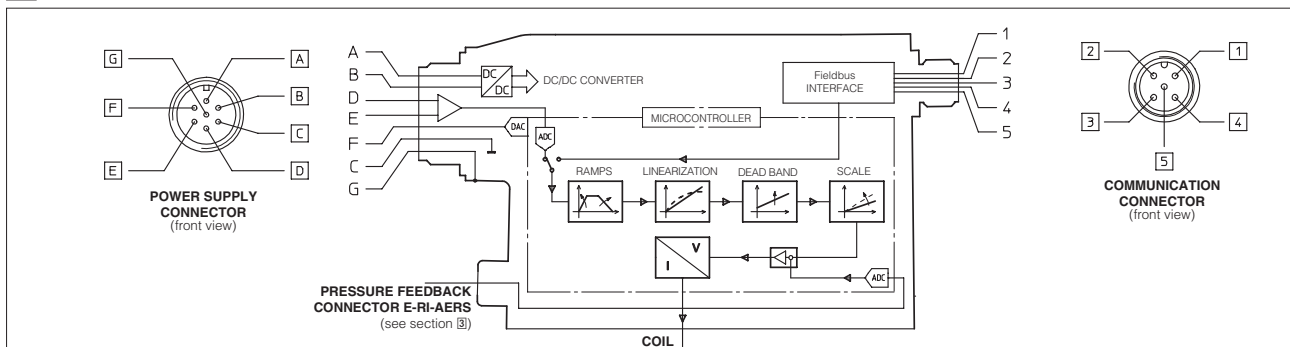 G
A
F
B
C
E
D
POWER SUPPLY
CONNECTOR
(front view)
A
B
D
E
F
C
G
DC
DC
DC/DC CONVERTER
DAC
ADC
MICROCONTROLLER
Fieldbus
INTERFACE
1
2
3
4
5
RAMPS
LINEARIZATION
DEAD BAND
SCALE
V
I
ADC
PRESSURE FEEDBACK
CONNECTOR E-RI-AERS
(see section 3)
COIL
2
1
3
4
5
COMMUNICATION
CONNECTOR
(front view)